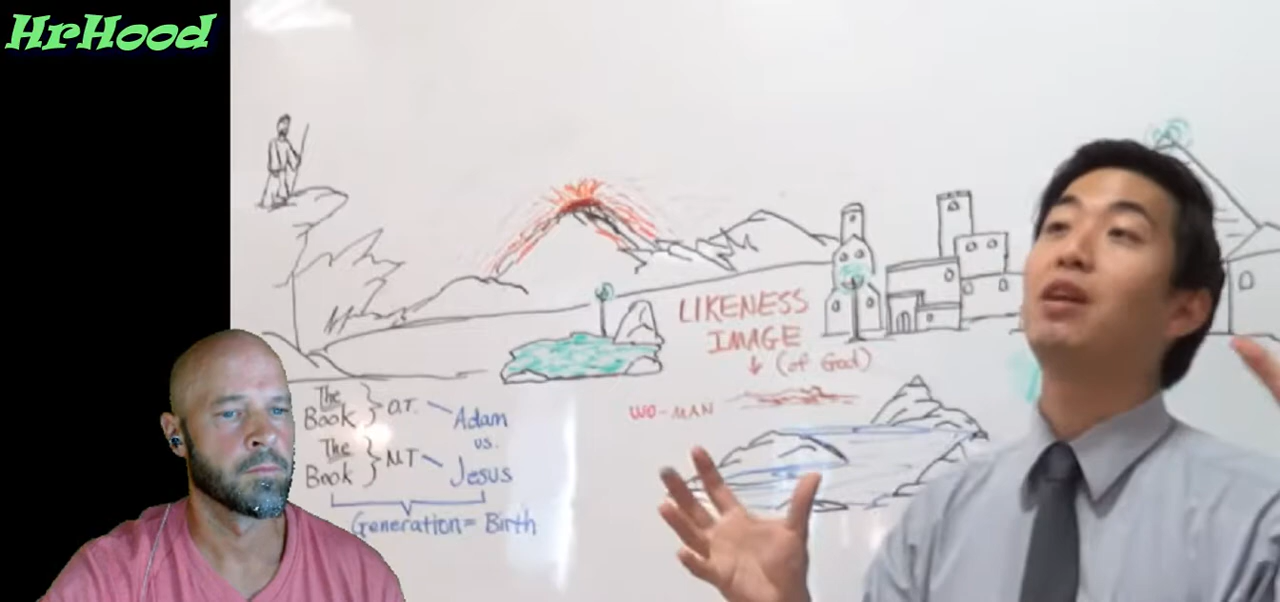 HrHood
LIKENESS
IMAGE
↓ (of God)
WO-MAN
The
Book } O.T. - Adam
vs.
The
Book } N.T - Jesus
Generation = Birth